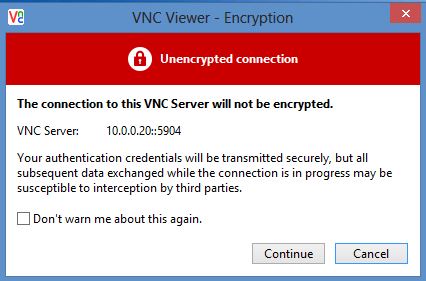 VNC Viewer - Encryption
Unencrypted connection
The connection to this VNC Server will not be encrypted.
VNC Server: 10.0.0.20::5904
Your authentication credentials will be transmitted securely, but all
subsequent data exchanged while the connection is in progress may be
susceptible to interception by third parties.
Don't warn me about this again.
Continue Cancel